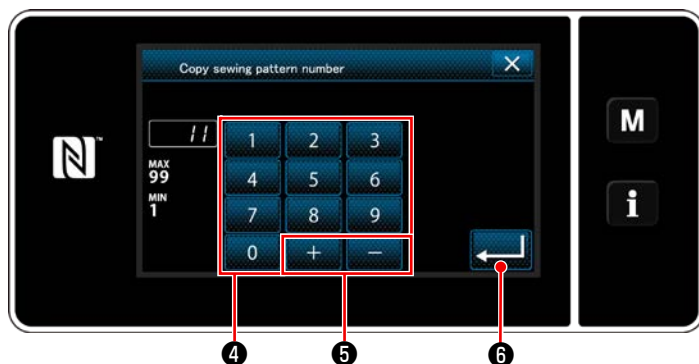 Copy sewing pattern number
11
MAX
99
MIN
1
1 2 3
4 5 6
7 8 9
0 + −
M
i
N
❹ ❺ ❻